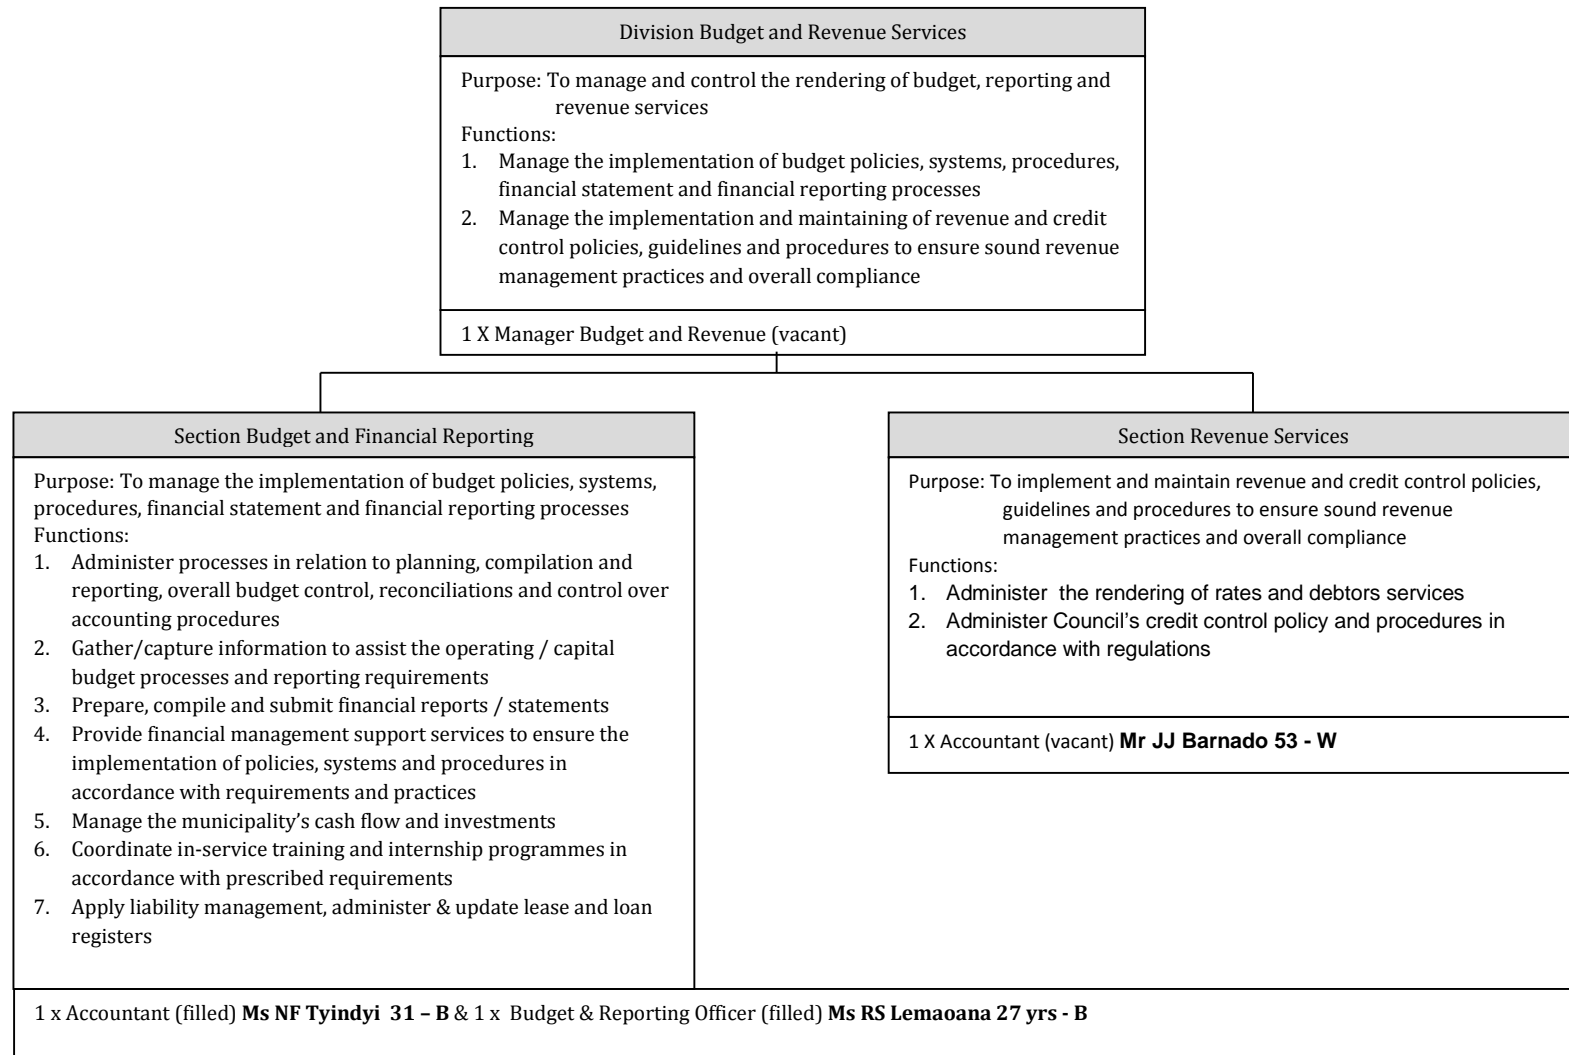 Division Budget and Revenue Services
Purpose: To manage and control the rendering of budget, reporting and
revenue services
Functions:
1. Manage the implementation of budget policies, systems, procedures,
financial statement and financial reporting processes
2. Manage the implementation and maintaining of revenue and credit
control policies, guidelines and procedures to ensure sound revenue
management practices and overall compliance
1 X Manager Budget and Revenue (vacant)
Section Budget and Financial Reporting
Purpose: To manage the implementation of budget policies, systems,
procedures, financial statement and financial reporting processes
Functions:
1. Administer processes in relation to planning, compilation and
reporting, overall budget control, reconciliations and control over
accounting procedures
2. Gather/capture information to assist the operating / capital
budget processes and reporting requirements
3. Prepare, compile and submit financial reports / statements
4. Provide financial management support services to ensure the
implementation of policies, systems and procedures in
accordance with requirements and practices
5. Manage the municipality's cash flow and investments
6. Coordinate in-service training and internship programmes in
accordance with prescribed requirements
7. Apply liability management, administer & update lease and loan
registers
1 x Accountant (filled) Ms NF Tyindyi 31 – B & 1 x Budget & Reporting Officer (filled) Ms RS Lemaoana 27 yrs - B
Section Revenue Services
Purpose: To implement and maintain revenue and credit control policies,
guidelines and procedures to ensure sound revenue
management practices and overall compliance
Functions:
1. Administer the rendering of rates and debtors services
2. Administer Council's credit control policy and procedures in
accordance with regulations
1 X Accountant (vacant) Mr JJ Barnado 53 - W